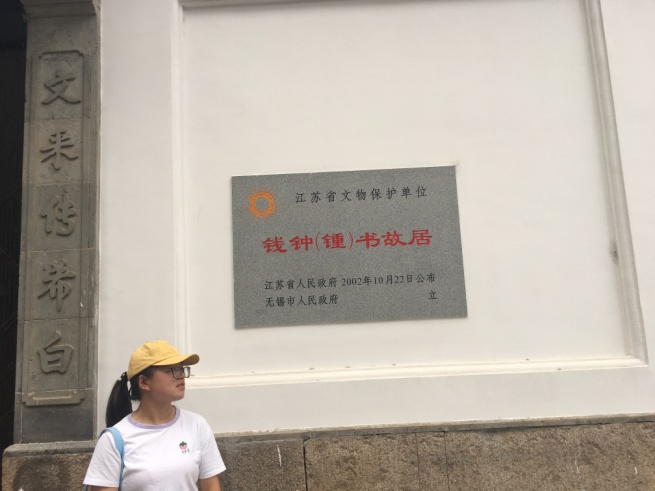 文采传希白
江苏省文物保护单位
钱钟(锺)书故居
江苏省人民政府 2002年10月22日公布
无锡市人民政府 立